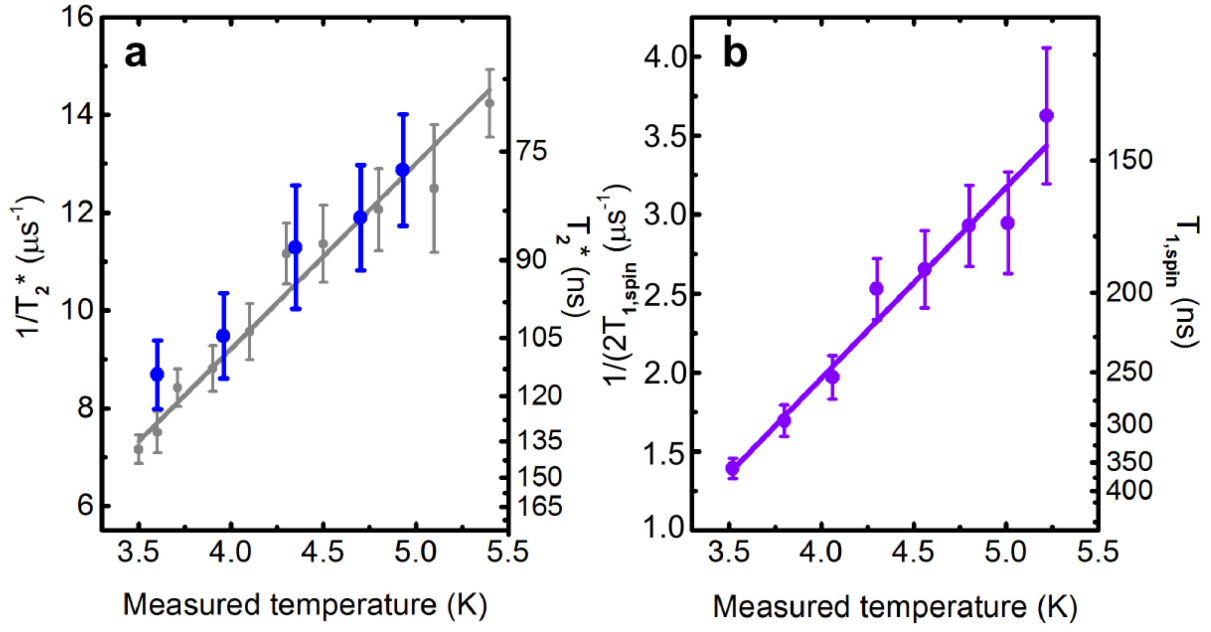 a
16
14
12
10
8
6
1/T₂* (μs⁻¹)
75
90
105
120
135
150
165
T₂* (ns)
3.5 4.0 4.5 5.0 5.5
Measured temperature (K)
b
4.0
3.5
3.0
2.5
2.0
1.5
1.0
1/(2T₁,spin) (μs⁻¹)
150
200
250
300
350
400
T₁,spin (ns)
3.5 4.0 4.5 5.0 5.5
Measured temperature (K)